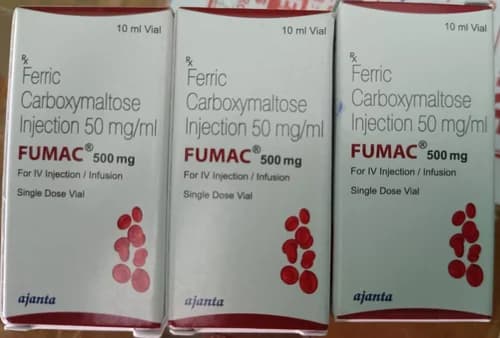 10 ml Vial
Rx
Ferric
Carboxymaltose
Injection 50 mg/ml
FUMAC® 500 mg
For IV Injection / Infusion
Single Dose Vial
ajanta
10 ml Vial
Rx
Ferric
Carboxymaltose
Injection 50 mg/ml
FUMAC® 500 mg
For IV Injection / Infusion
Single Dose Vial
ajanta
10 ml Vial
Rx
Ferric
Carboxymaltose
Injection 50 mg/ml
FUMAC® 500 mg
For IV Injection / Infusion
Single Dose Vial
ajanta